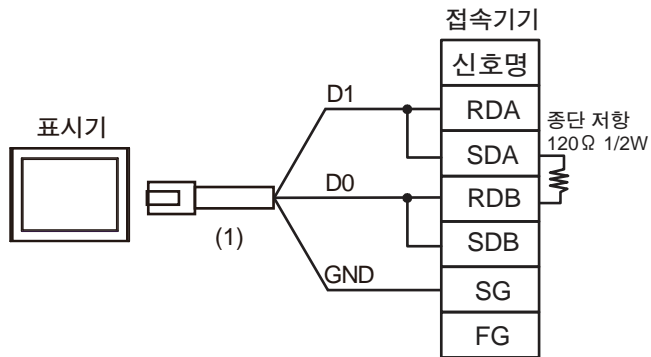 접속기기
신호명
D1
RDA
표시기
종단 저항
120Ω 1/2W
SDA
D0
RDB
(1)
SDB
GND
SG
FG